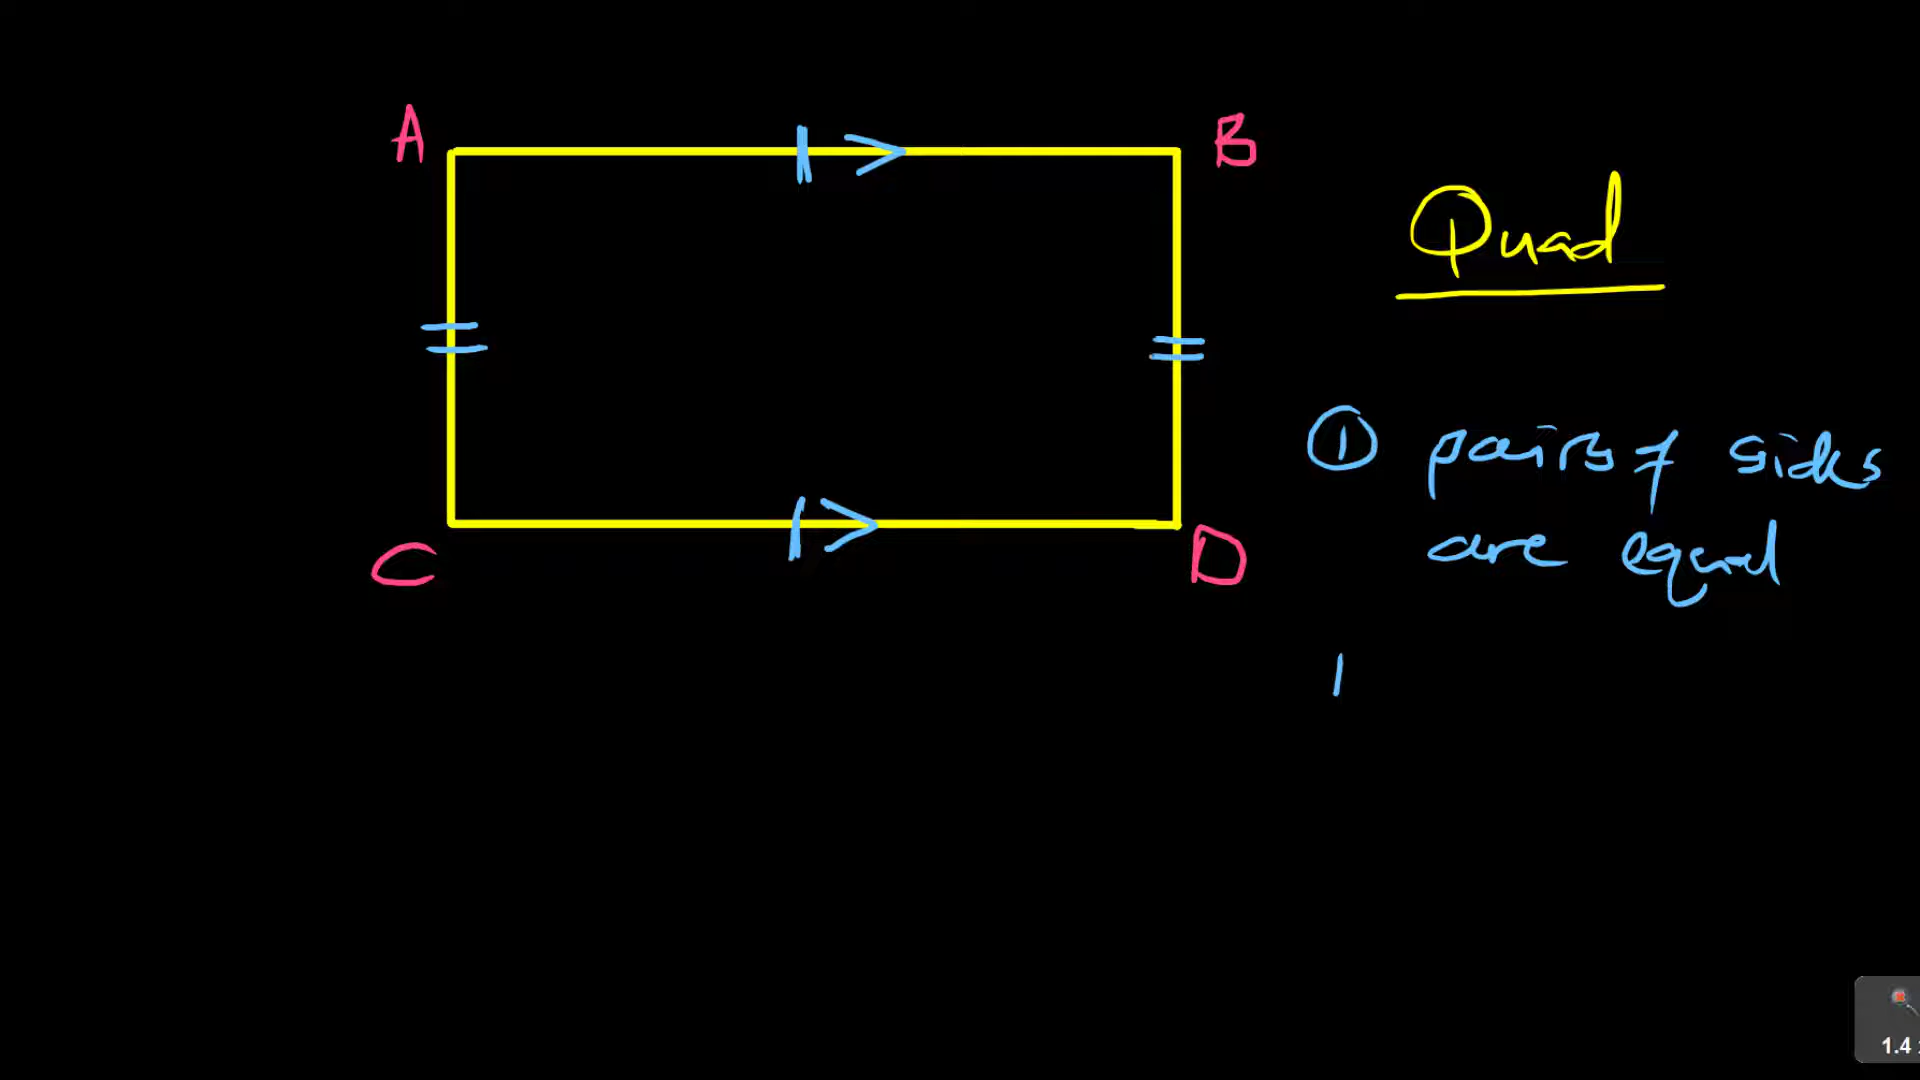 A
B
Quad
① pairs of sides
are equal
C
D
1.4